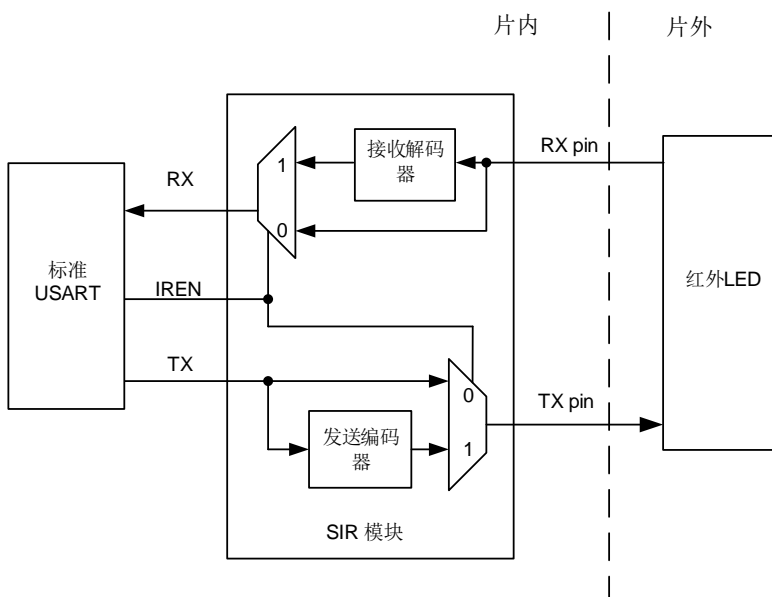 片内
片外
RX pin
接收解码
器
1
RX
0
标准
USART
IREN
红外LED
TX
0
TX pin
发送编码
器
1
SIR 模块